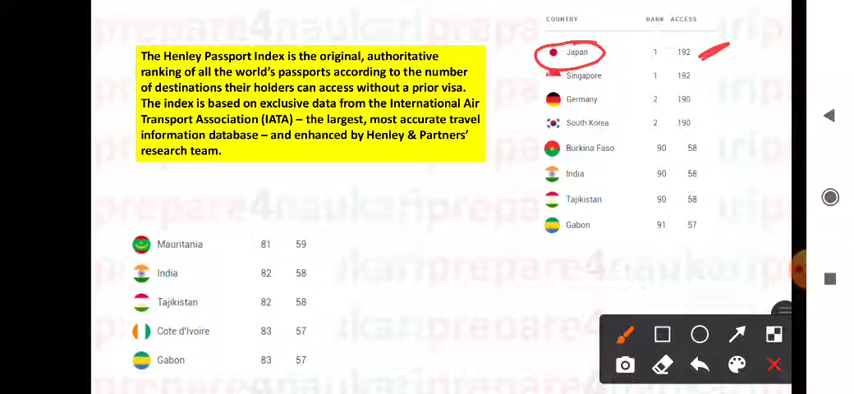 COUNTRY RANK ACCESS
Japan 1 192
Singapore 1 192
Germany 2 190
South Korea 2 190
Burkina Faso 90 58
India 90 58
Tajikistan 90 58
Gabon 91 57
The Henley Passport Index is the original, authoritative
ranking of all the world's passports according to the number
of destinations their holders can access without a prior visa.
The index is based on exclusive data from the International Air
Transport Association (IATA) – the largest, most accurate travel
information database – and enhanced by Henley & Partners'
research team.
Mauritania 81 59
India 82 58
Tajikistan 82 58
Cote d'Ivoire 83 57
Gabon 83 57
prepare4naukri